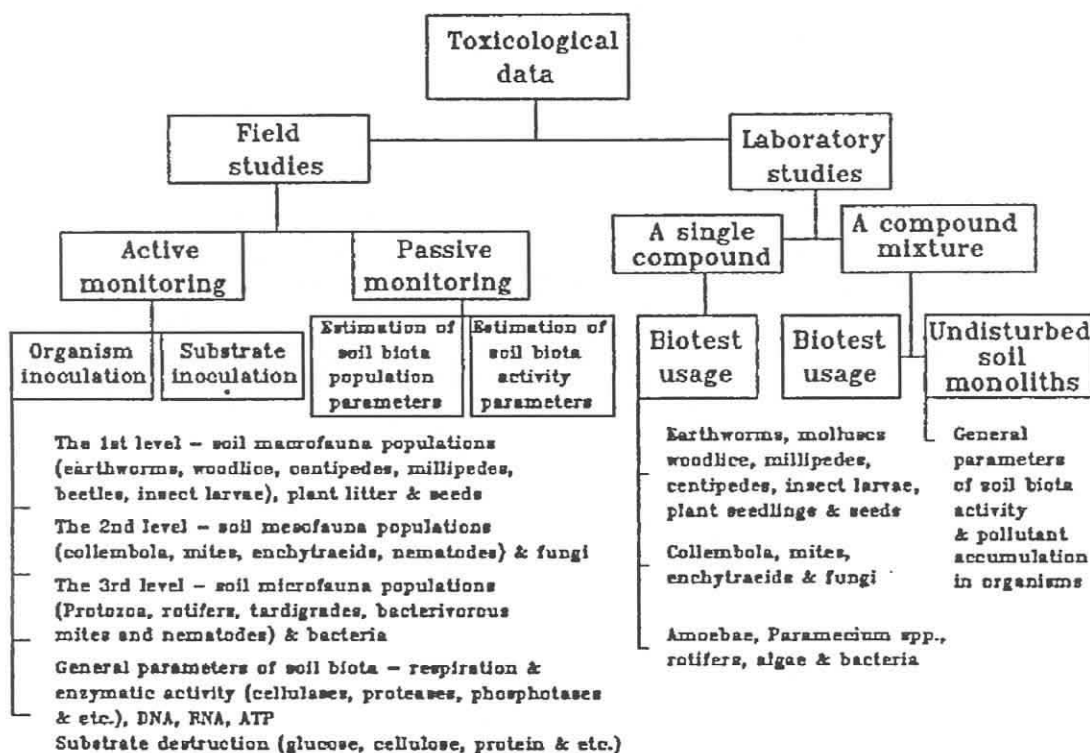 Toxicological
data
Field
studies
Laboratory
studies
Active
monitoring
Passive
monitoring
A single
compound
A compound
mixture
Organism
inoculation
Substrate
inoculation
Estimation of
soil biota
population
parameters
Estimation of
soil biota
activity
parameters
Biotest
usage
Biotest
usage
Undisturbed
soil
monoliths
The 1st level – soil macrofauna populations
(earthworms, woodlice, centipedes, millipedes,
beetles, insect larvae), plant litter & seeds
The 2nd level – soil mesofauna populations
(collembola, mites, enchytraeids, nematodes) & fungi
The 3rd level – soil microfauna populations
(Protozoa, rotifers, tardigrades, bacterivorous
mites and nematodes) & bacteria
General parameters of soil biota – respiration &
enzymatic activity (cellulases, proteases, phosphotases
& etc.), DNA, RNA, ATP
Substrate destruction (glucose, cellulose, protein & etc.)
Earthworms, molluscs
woodlice, millipedes,
centipedes, insect larvae,
plant seedlings & seeds
Collembola, mites,
enchytraeids & fungi
Amoebae, Paramecium spp.,
rotifers, algae & bacteria
General
parameters
of soil biota
activity
& pollutant
accumulation
in organisms